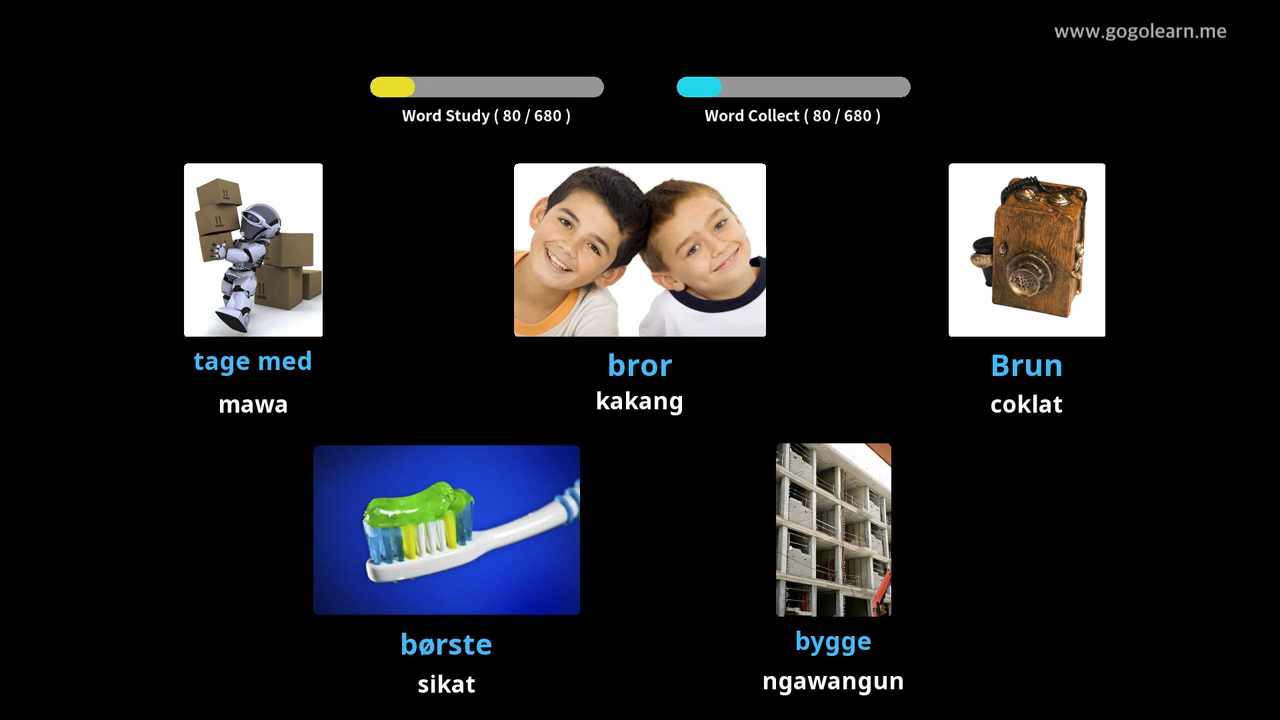 www.gogolearn.me
Word Study ( 80 / 680 )
Word Collect ( 80 / 680 )
tage med
mawa
bror
kakang
Brun
coklat
børste
sikat
bygge
ngawangun